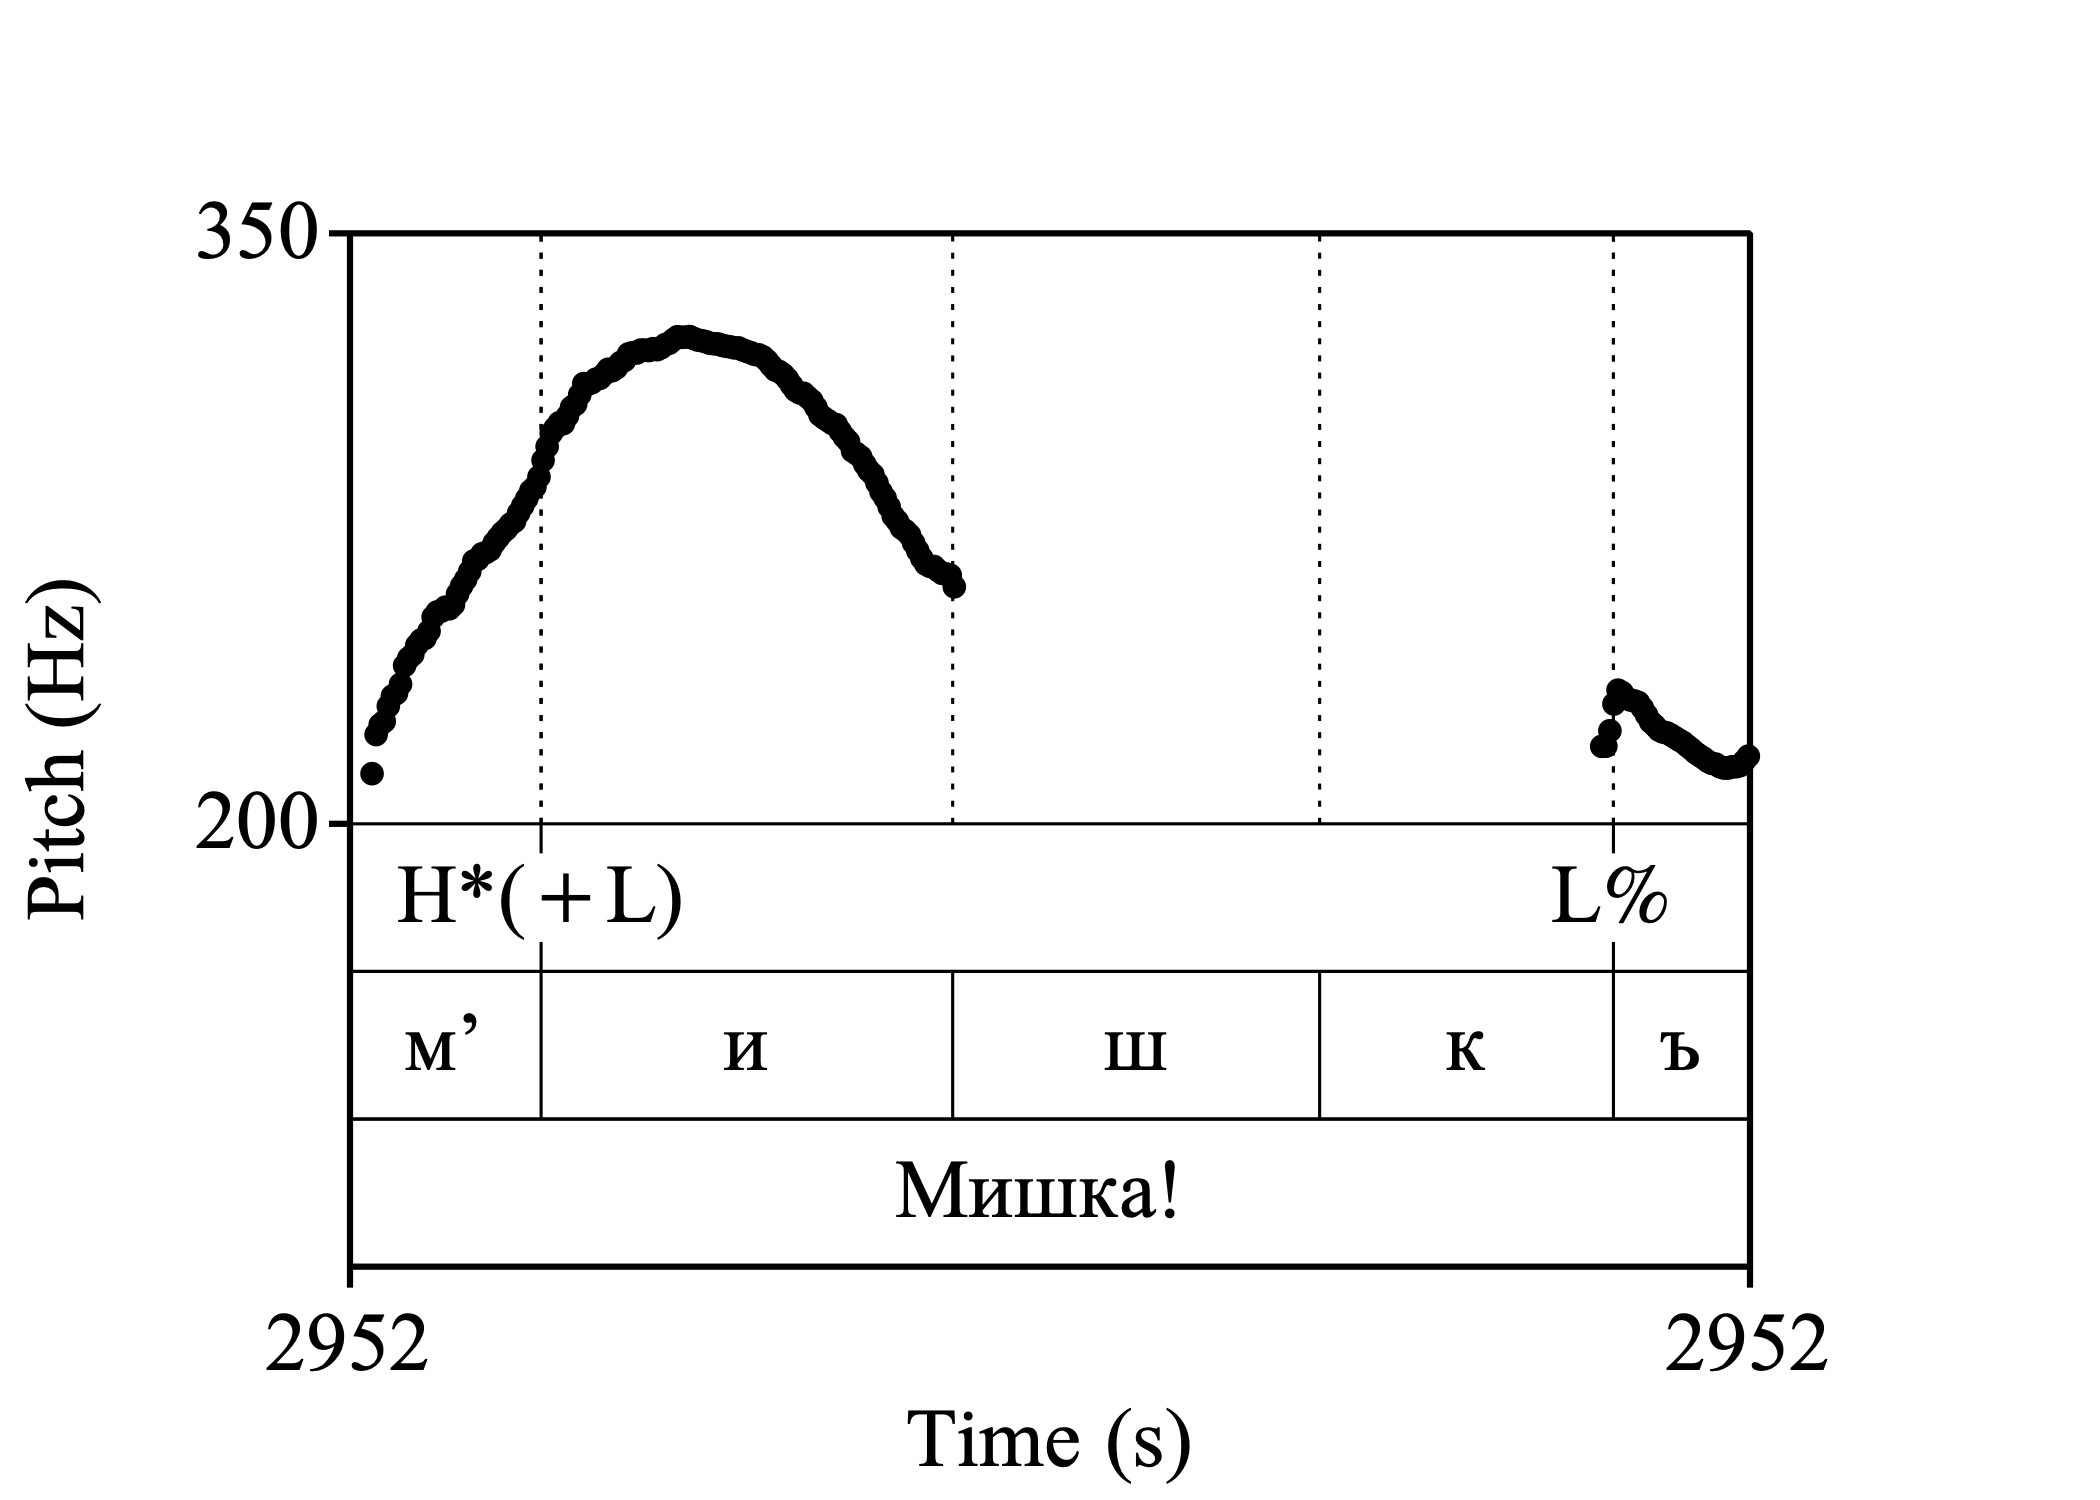 350
Pitch (Hz)
200
H*(+L) L%
м’ и ш к ъ
Мишка!
2952 2952
Time (s)